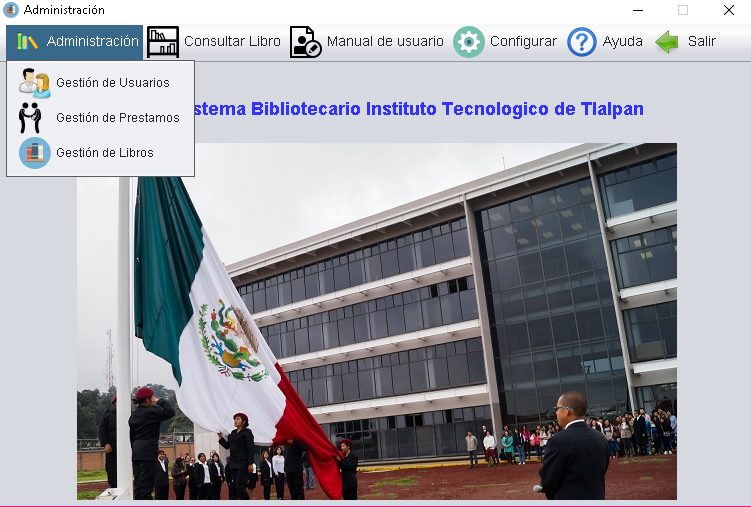 Administración
Administración Consultar Libro Manual de usuario Configurar Ayuda Salir
Gestión de Usuarios
Gestión de Prestamos
Gestión de Libros
Bibliotecario Instituto Tecnologico de Tlalpan